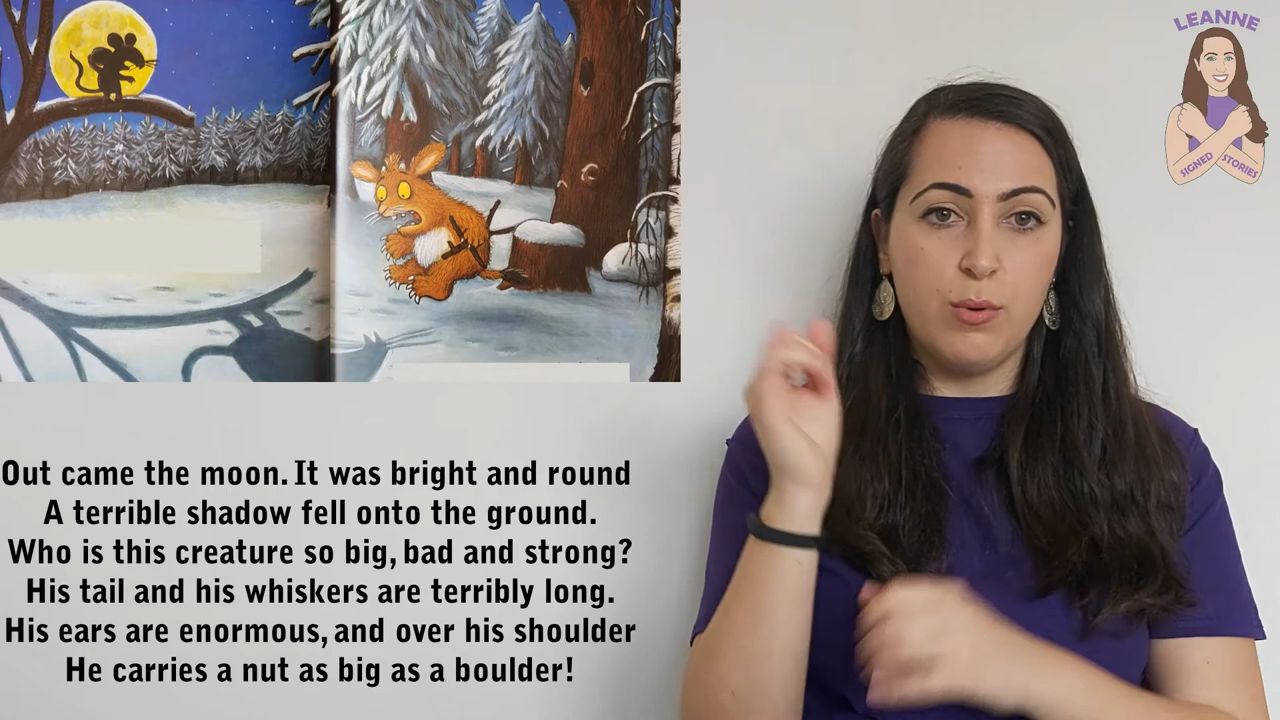 LEANNE
SIGNED STORIES
Out came the moon. It was bright and round
A terrible shadow fell onto the ground.
Who is this creature so big, bad and strong?
His tail and his whiskers are terribly long.
His ears are enormous, and over his shoulder
He carries a nut as big as a boulder!